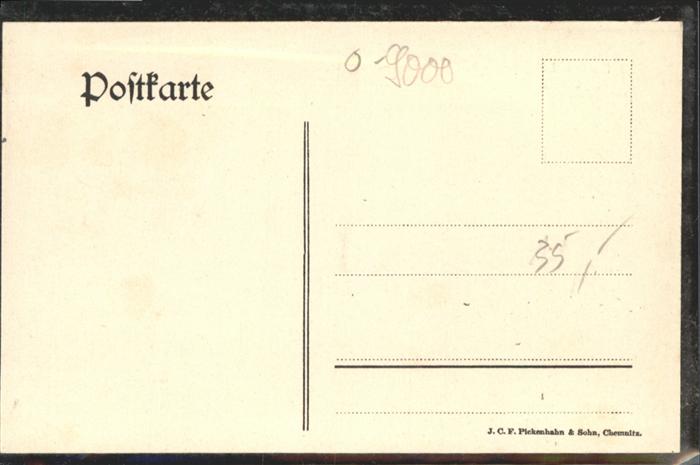 Poſtkarte
o-9000
35,-
J. C. F. Pickenhahn & Sohn, Chemnitz.